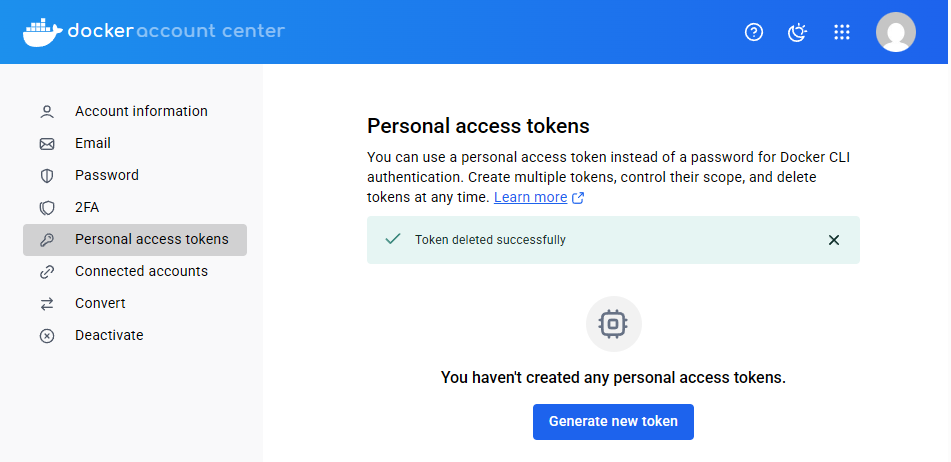 docker account center
Account information
Email
Password
2FA
Personal access tokens
Connected accounts
Convert
Deactivate
Personal access tokens
You can use a personal access token instead of a password for Docker CLI
authentication. Create multiple tokens, control their scope, and delete
tokens at any time. Learn more
Token deleted successfully
You haven't created any personal access tokens.
Generate new token